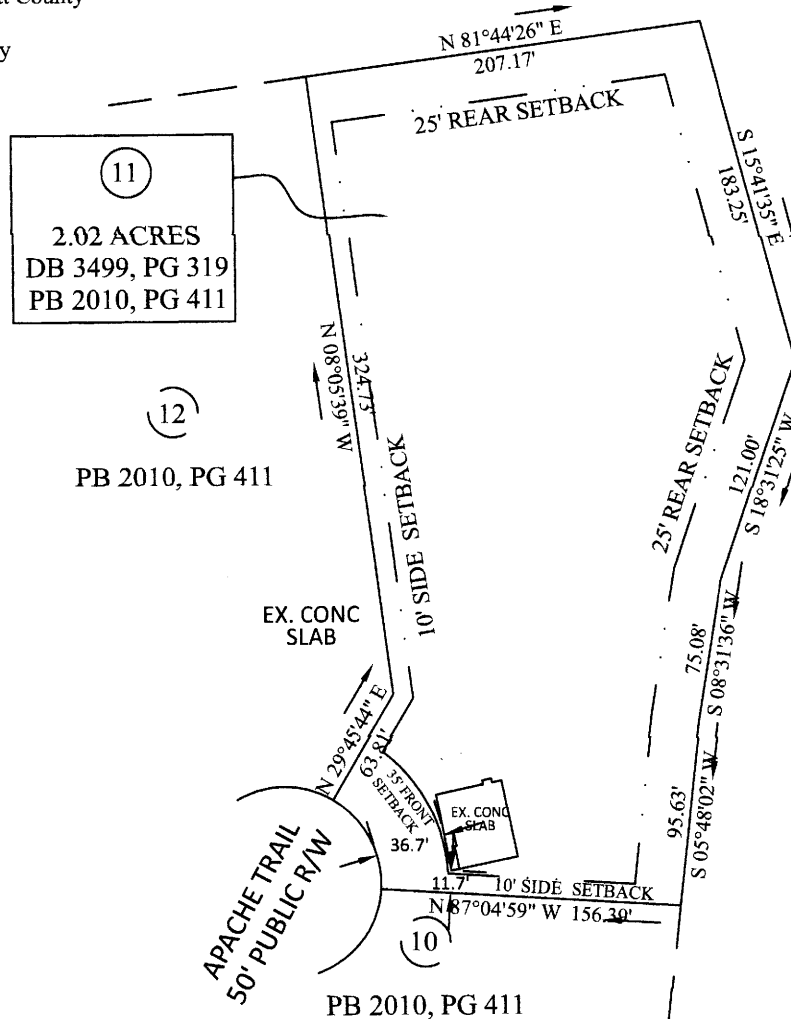 County
y
N 81°44'26" E
207.17'
25' REAR SETBACK
S 15°41'35" E
183.25'
11
2.02 ACRES
DB 3499, PG 319
PB 2010, PG 411
N 08°05'39" W
324.73'
10' SIDE SETBACK
12
PB 2010, PG 411
25' REAR SETBACK
121.00'
S 18°31'25" W
EX. CONC
SLAB
75.08'
S 08°31'36" W
N 29°45'44" E
63.81'
35' FRONT
SETBACK
36.7'
EX. CONC
SLAB
95.63'
S 05°48'02" W
APACHE TRAIL
50' PUBLIC R/W
11.7'
10' SIDE SETBACK
N 87°04'59" W 156.39'
10
PB 2010, PG 411